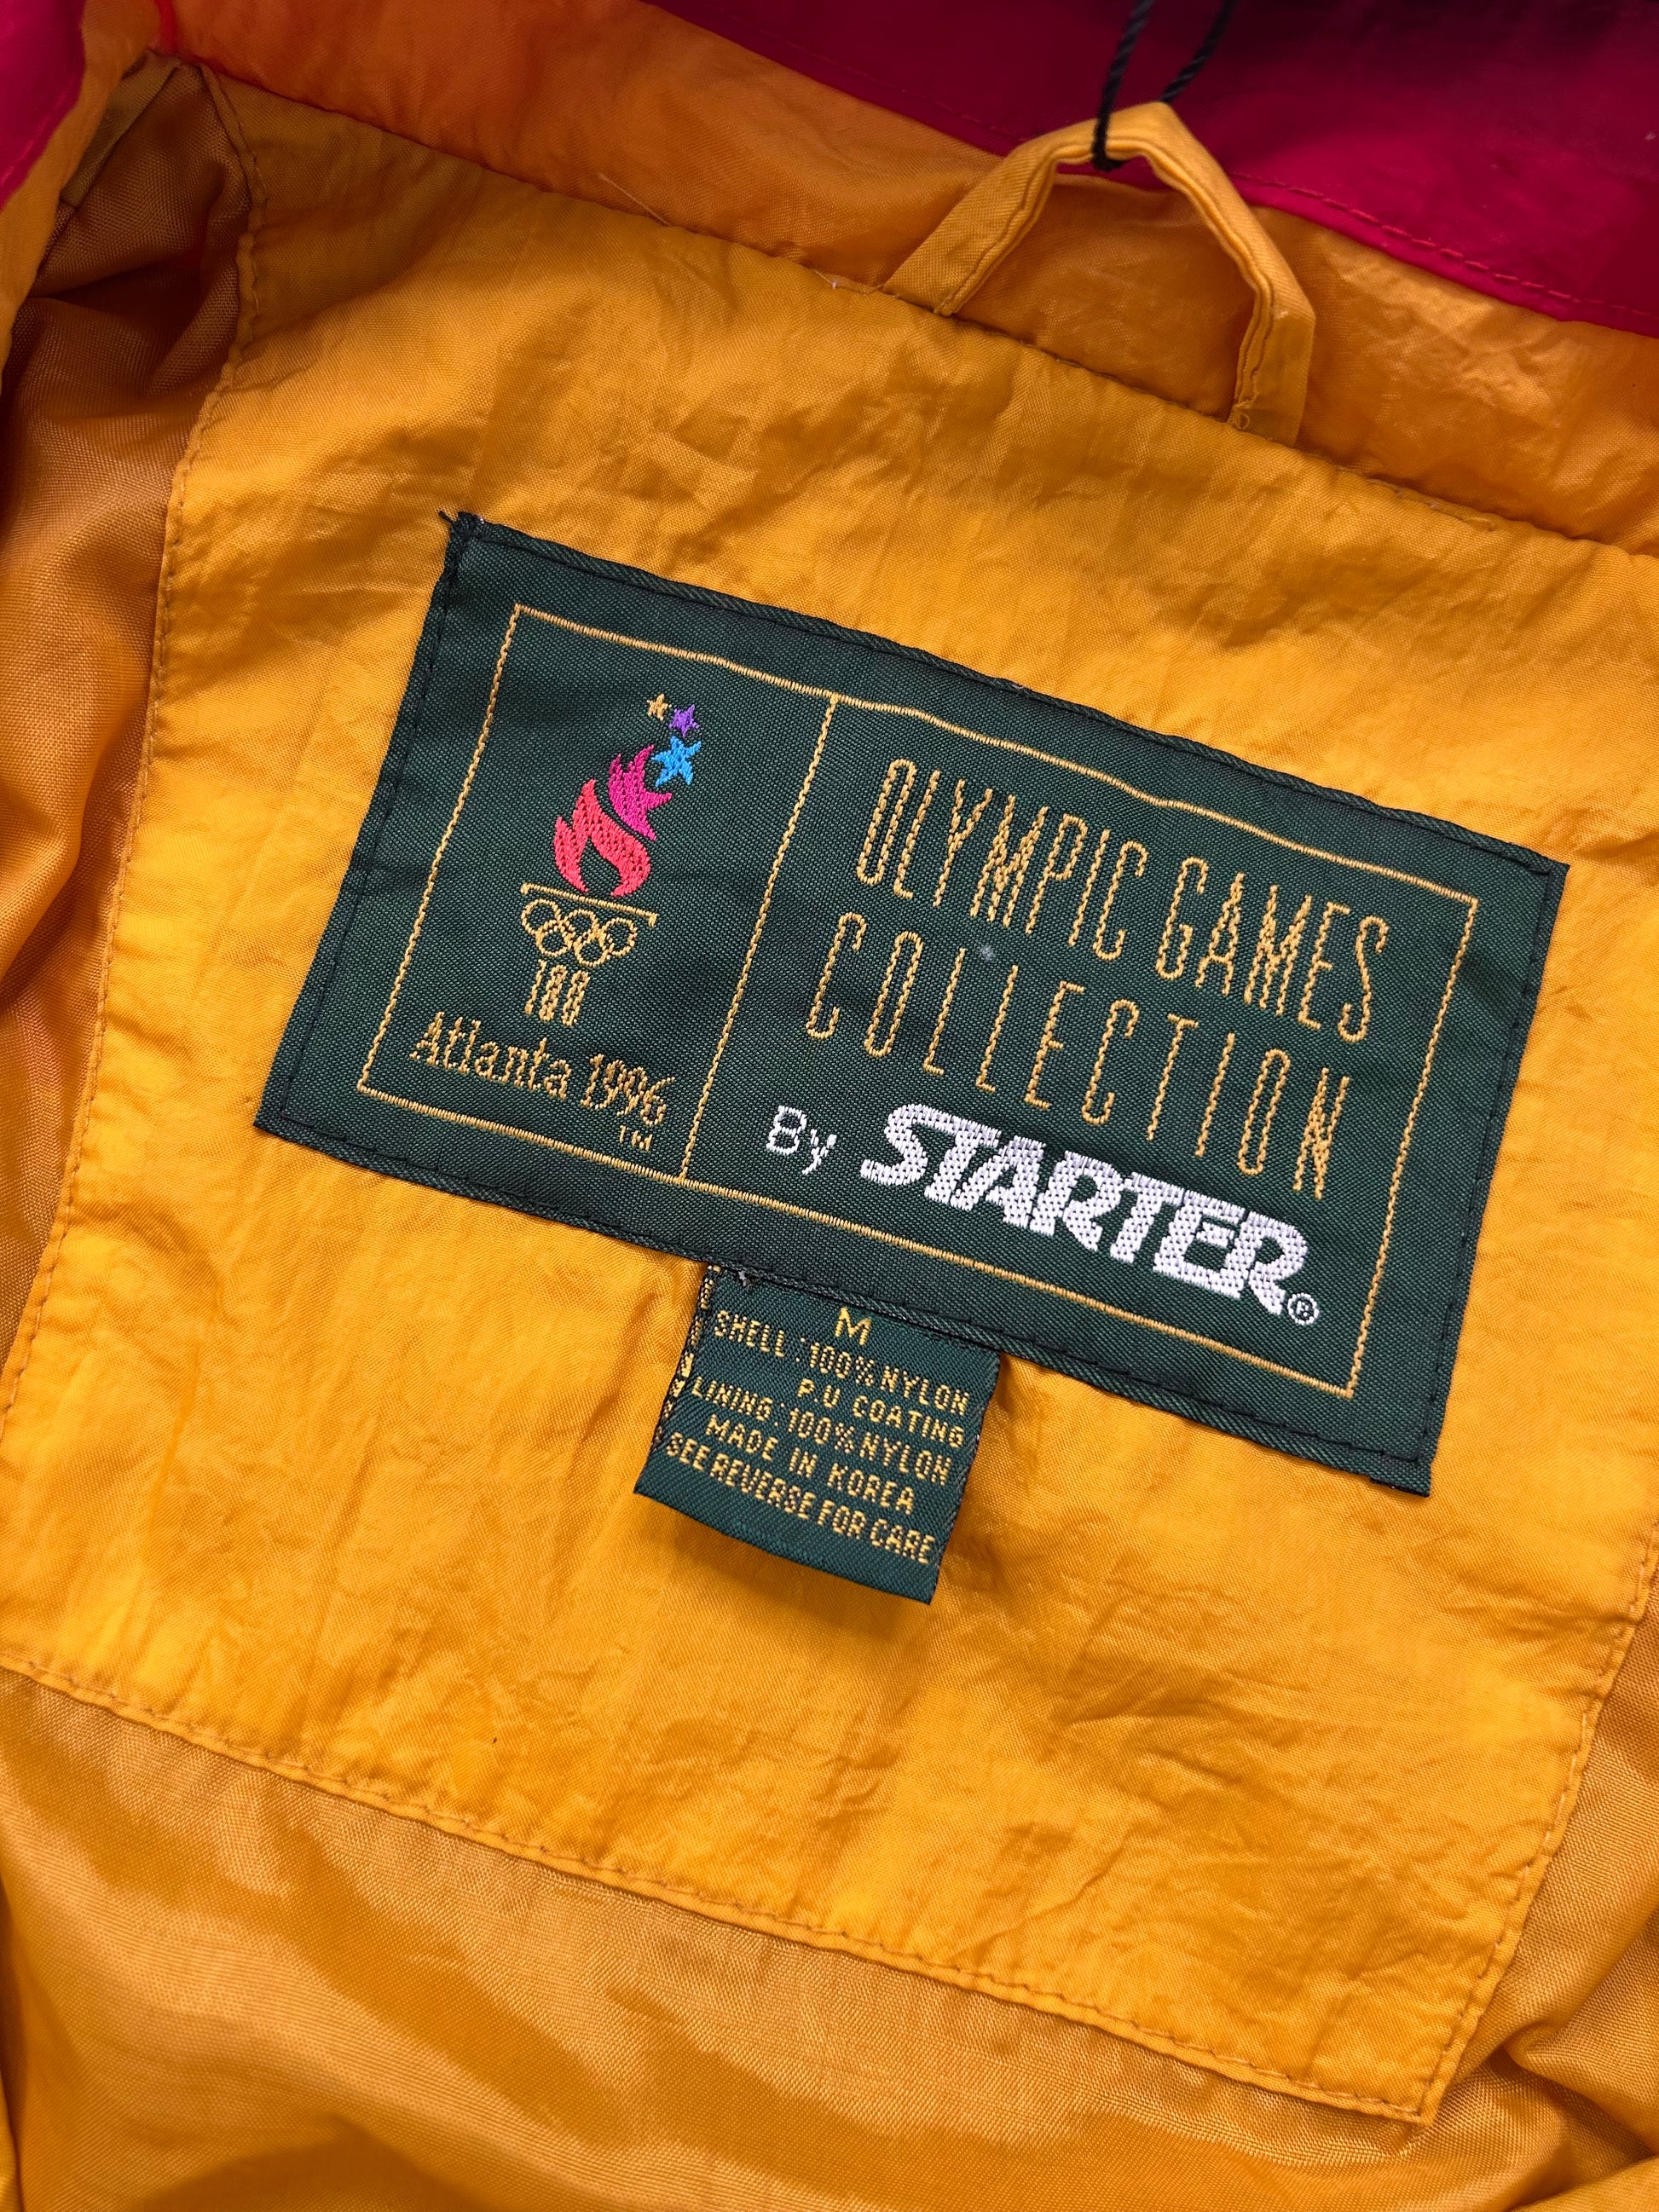 100
Atlanta 1996
TM
OLYMPIC GAMES
COLLECTION
By STARTER®
M
SHELL : 100% NYLON
P.U COATING
LINING : 100% NYLON
MADE IN KOREA
SEE REVERSE FOR CARE